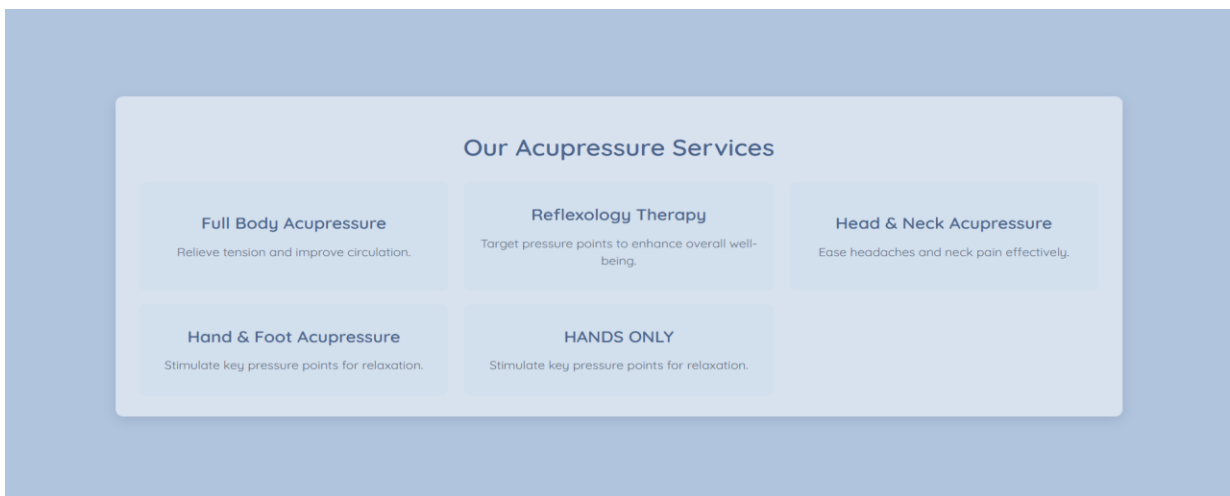 Our Acupressure Services
Full Body Acupressure
Relieve tension and improve circulation.
Reflexology Therapy
Target pressure points to enhance overall well-
being.
Head & Neck Acupressure
Ease headaches and neck pain effectively.
Hand & Foot Acupressure
Stimulate key pressure points for relaxation.
HANDS ONLY
Stimulate key pressure points for relaxation.